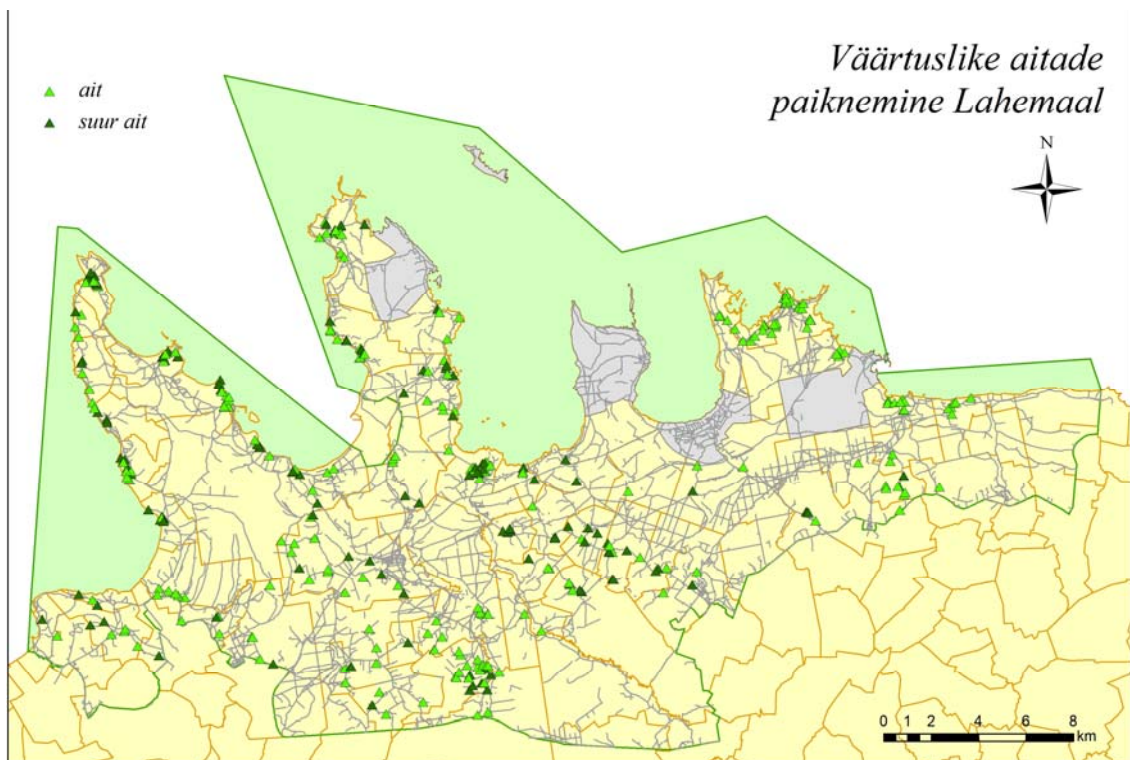 Väärtuslike aitade
paiknemine Lahemaal
ait
suur ait
N
0 1 2 4 6 8
km